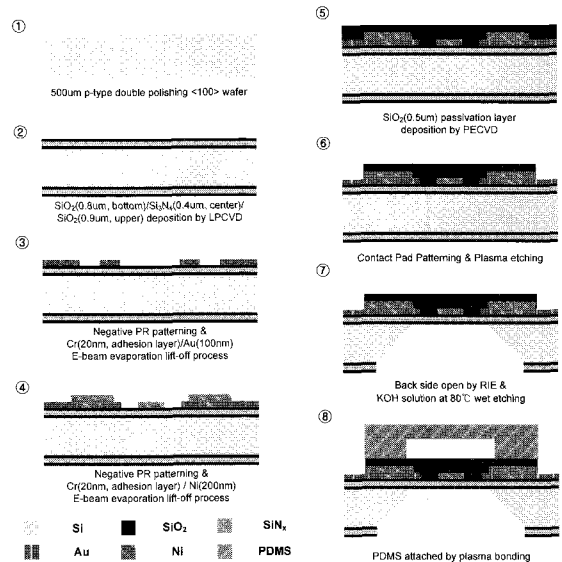 ①
500um p-type double polishing <100> wafer
②
SiO₂(0.8um, bottom)/Si₃N₄(0.4um, center)/
SiO₂(0.9um, upper) deposition by LPCVD
③
Negative PR patterning &
Cr(20nm, adhesion layer)/Au(100nm)
E-beam evaporation lift-off process
④
Negative PR patterning &
Cr(20nm, adhesion layer) / Ni(200nm)
E-beam evaporation lift-off process
Si SiO₂ SiNₓ
Au Ni PDMS
⑤
SiO₂(0.5um) passivation layer
deposition by PECVD
⑥
Contact Pad Patterning & Plasma etching
⑦
Back side open by RIE &
KOH solution at 80℃ wet etching
⑧
PDMS attached by plasma bonding